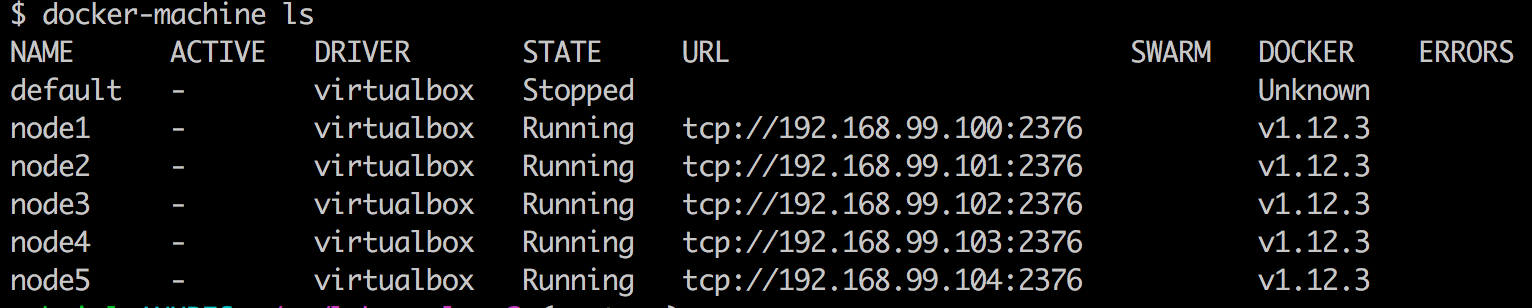 $ docker-machine ls
NAME ACTIVE DRIVER STATE URL SWARM DOCKER ERRORS
default - virtualbox Stopped Unknown
node1 - virtualbox Running tcp://192.168.99.100:2376 v1.12.3
node2 - virtualbox Running tcp://192.168.99.101:2376 v1.12.3
node3 - virtualbox Running tcp://192.168.99.102:2376 v1.12.3
node4 - virtualbox Running tcp://192.168.99.103:2376 v1.12.3
node5 - virtualbox Running tcp://192.168.99.104:2376 v1.12.3